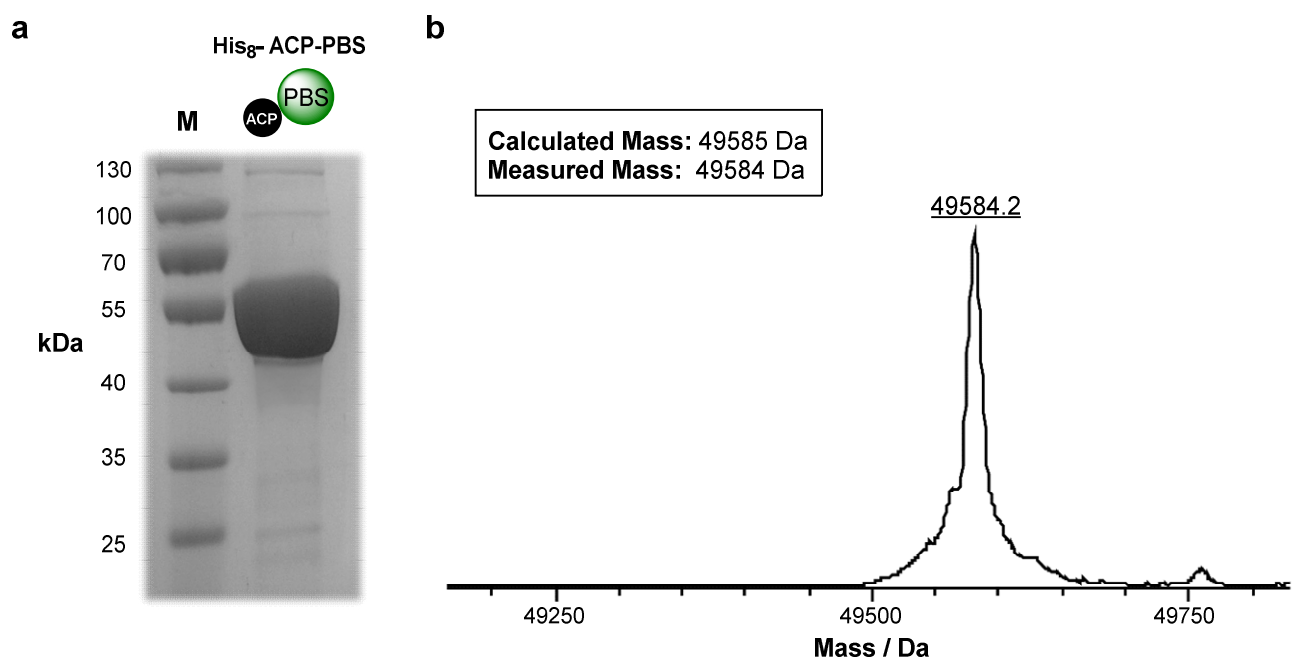 a
His8- ACP-PBS
PBS
ACP
M
130
100
70
55
kDa
40
35
25
b
Calculated Mass: 49585 Da
Measured Mass: 49584 Da
49584.2
49250 49500 49750
Mass / Da